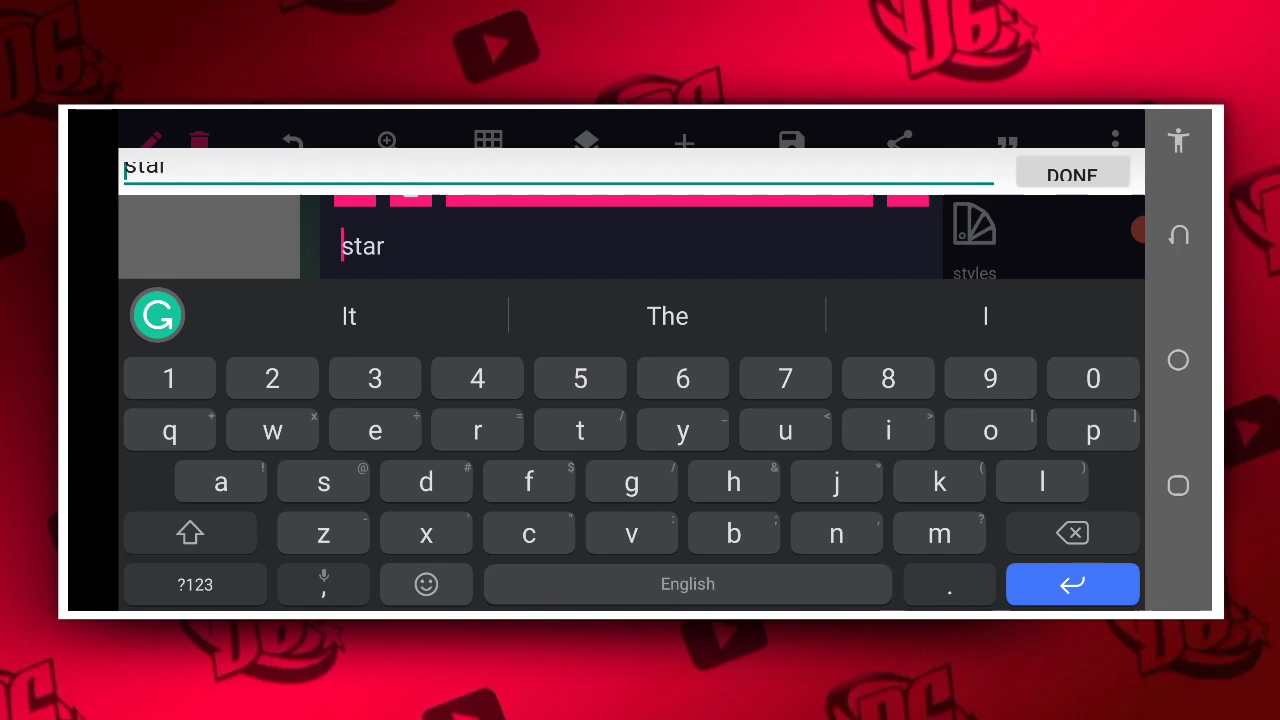 star
DONE
star
styles
It The I
1 2 3 4 5 6 7 8 9 0
q + w x e ÷ r = t / y _ u < i > o [ p ]
a ! s @ d # f $ g / h & j * k ( l )
z - x ' c " v : b ; n , m ?
?123 , English .